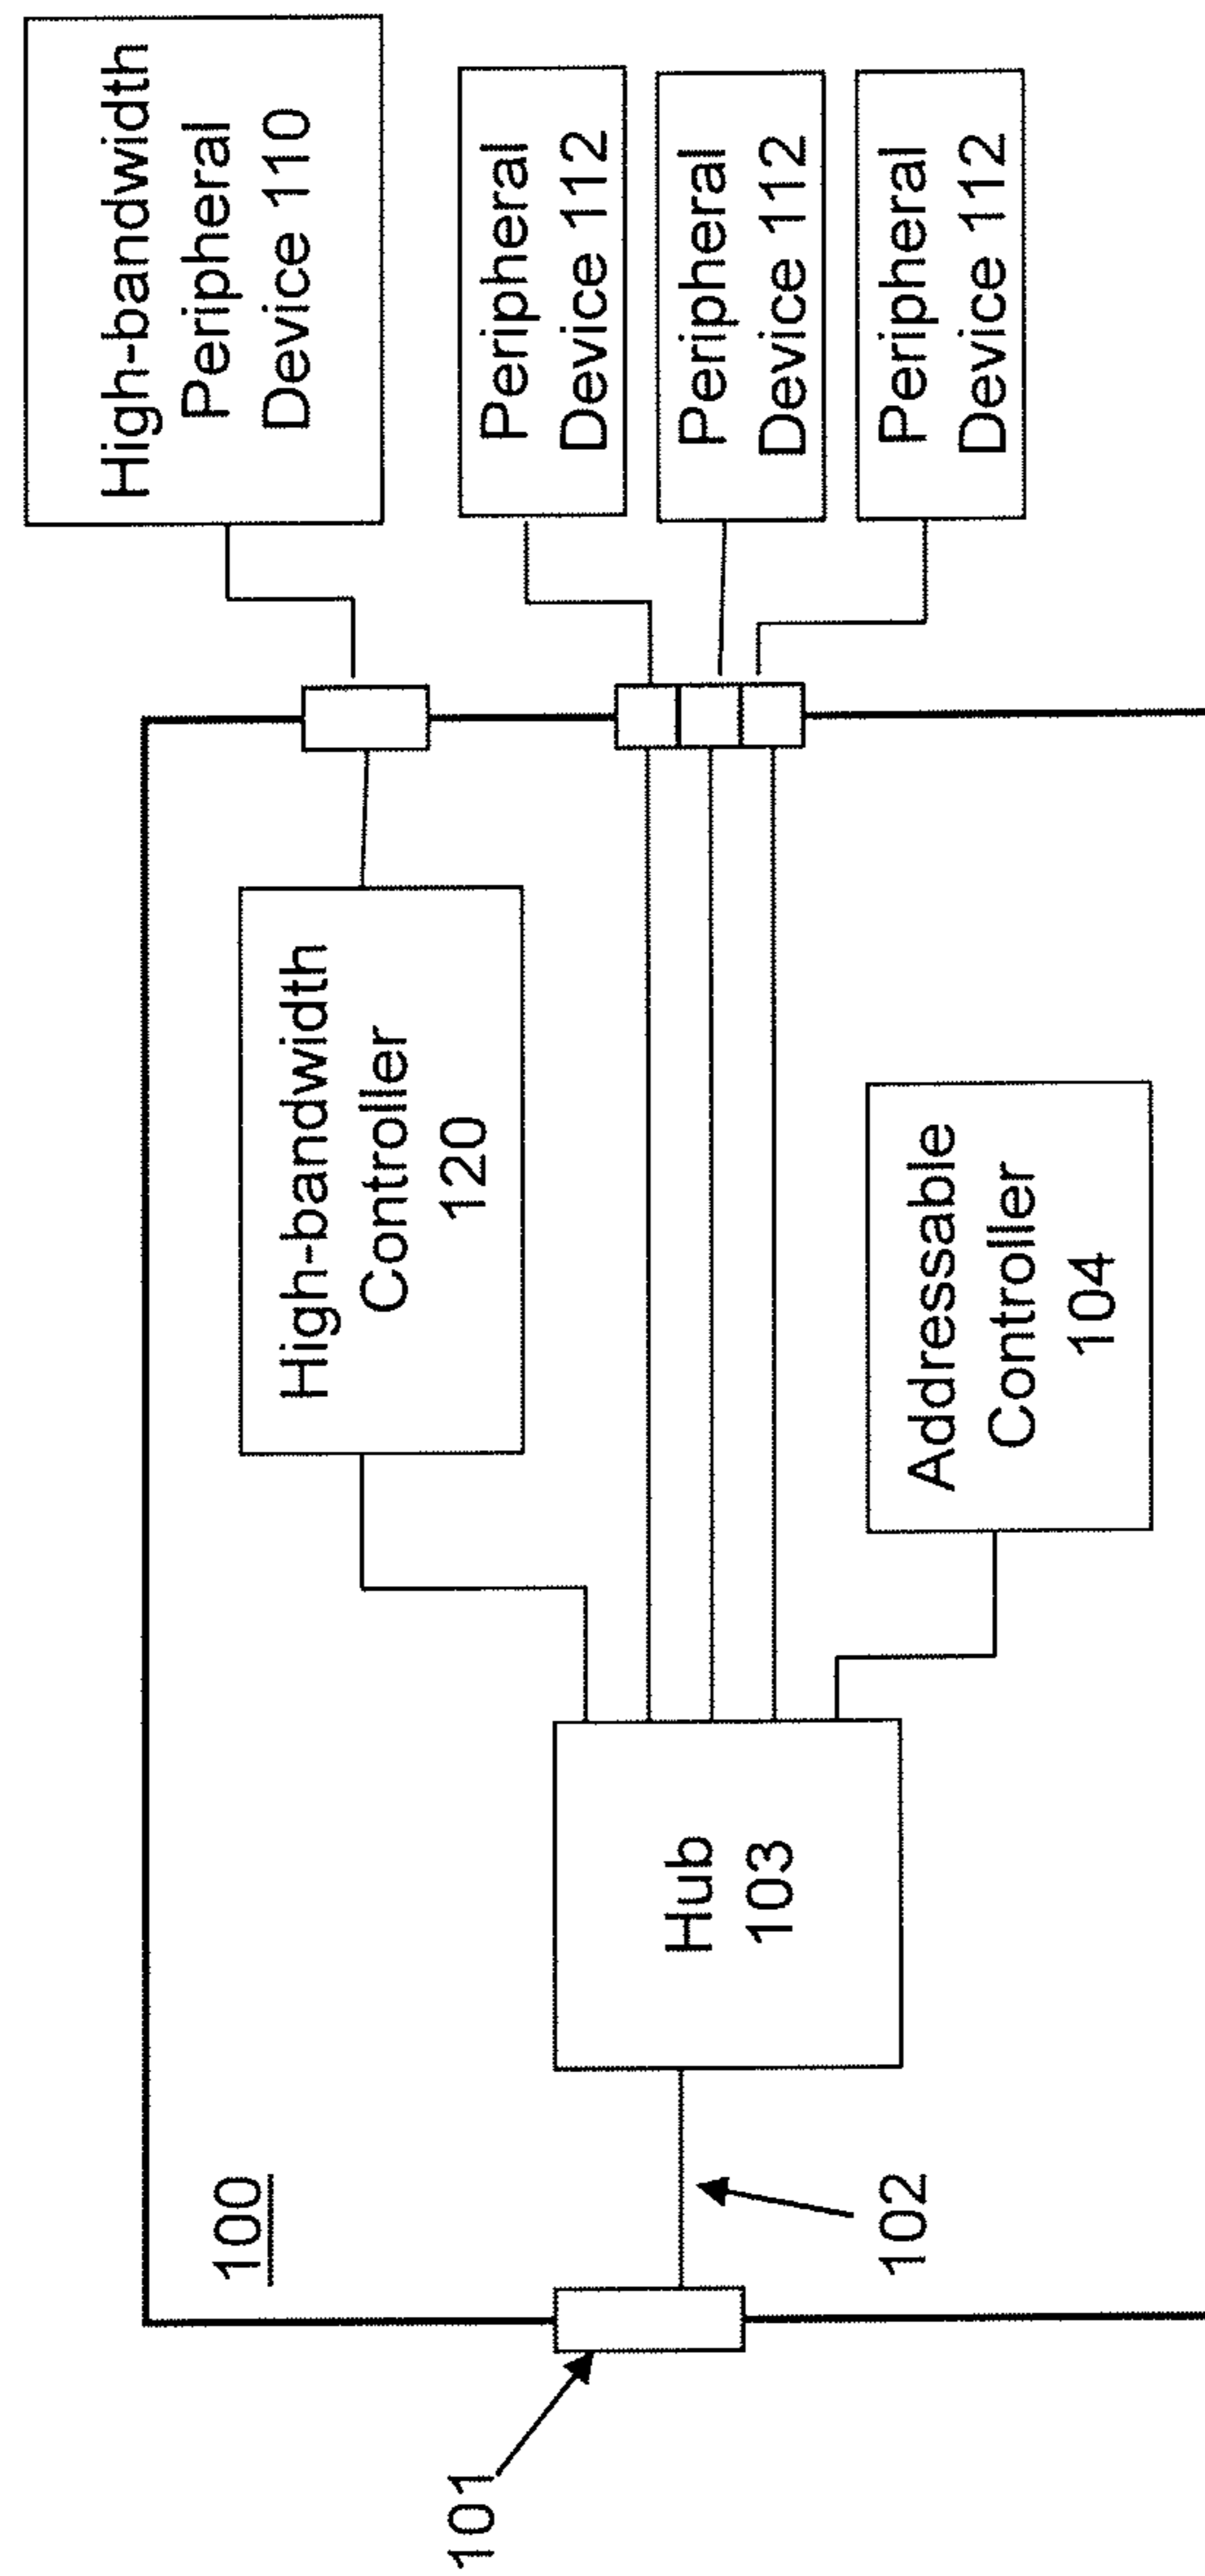 High-bandwidth
Peripheral
Device 110
Peripheral
Device 112
Peripheral
Device 112
Peripheral
Device 112
High-bandwidth
Controller
120
Addressable
Controller
104
Hub
103
100
102
101